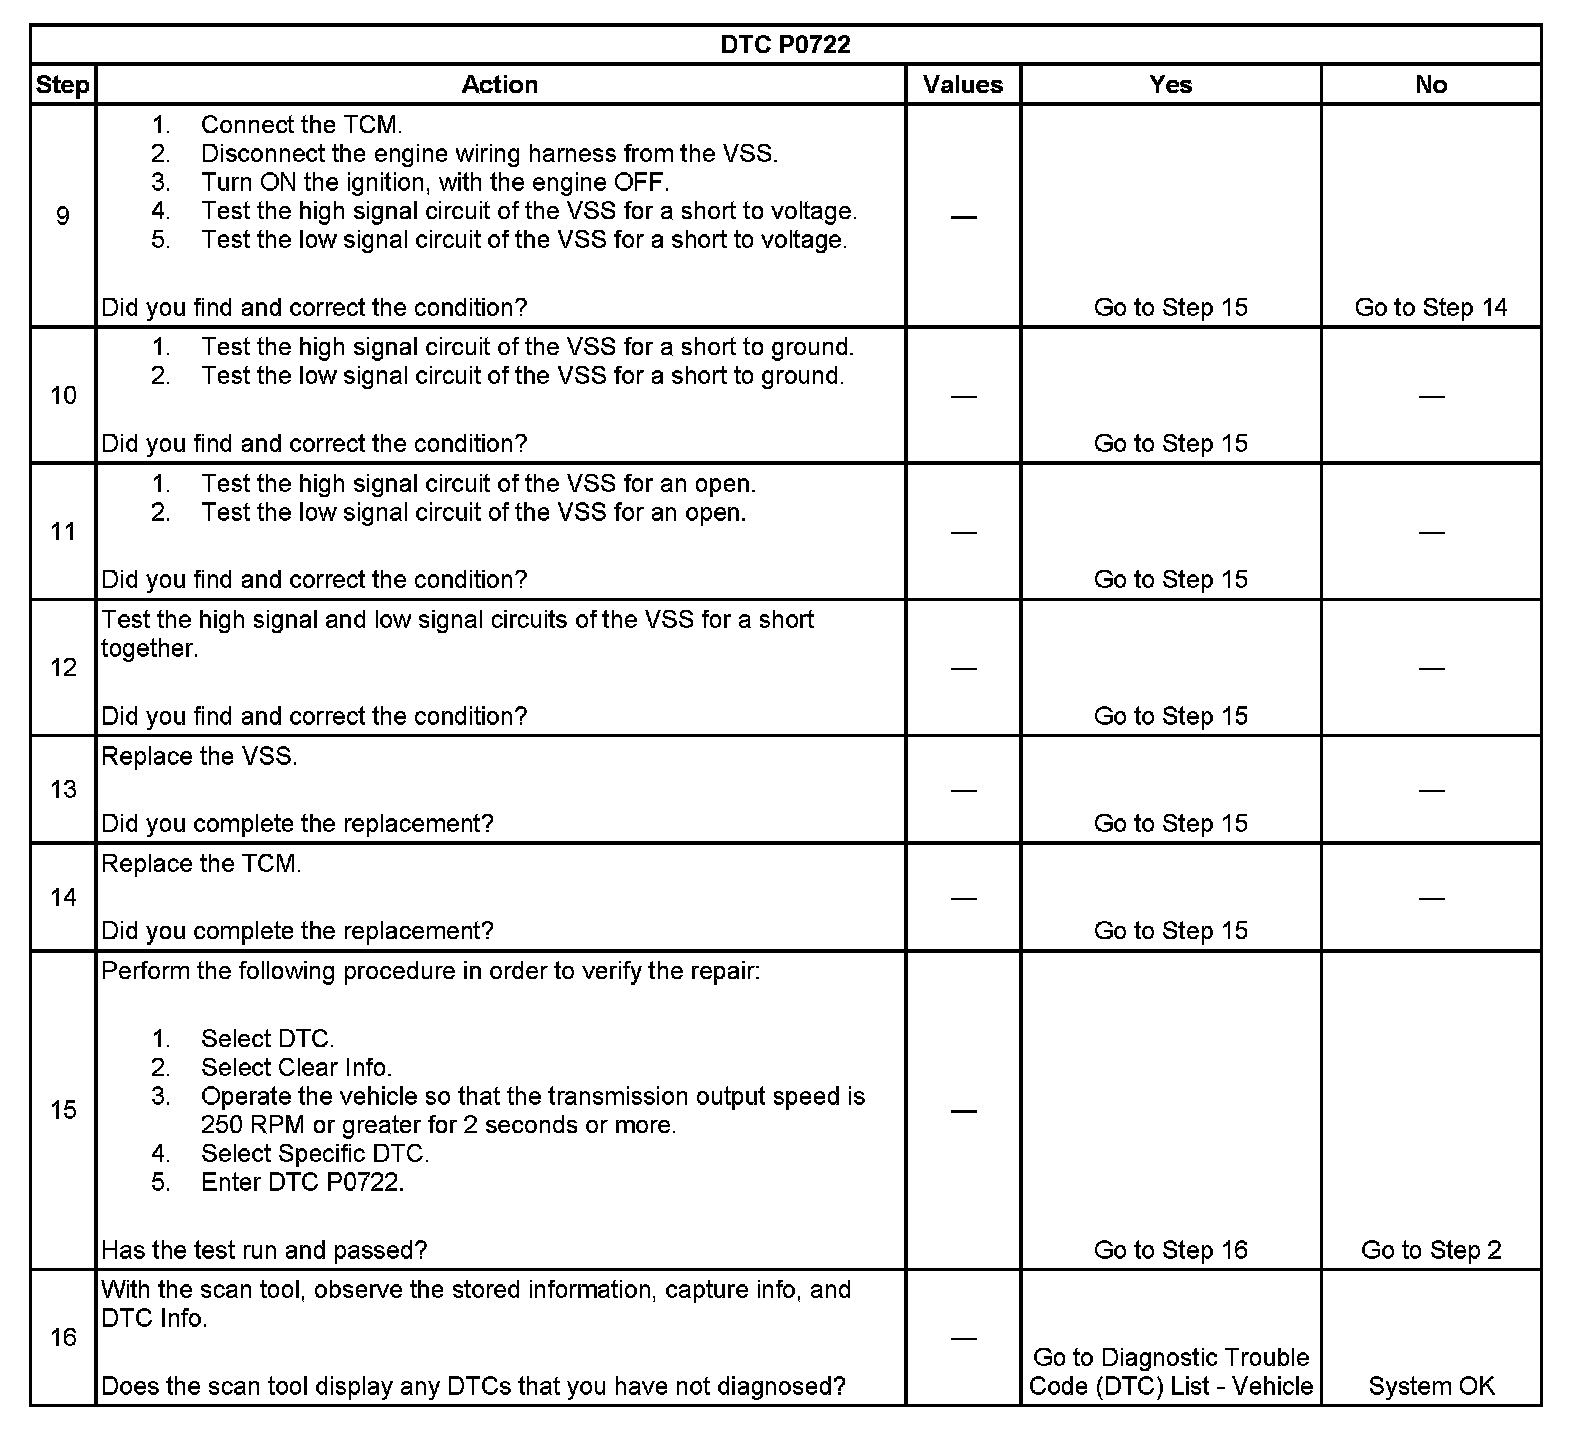 DTC P0722
Step Action Values Yes No
1. Connect the TCM.
2. Disconnect the engine wiring harness from the VSS.
3. Turn ON the ignition, with the engine OFF.
4. Test the high signal circuit of the VSS for a short to voltage.
9 —
5. Test the low signal circuit of the VSS for a short to voltage.
Did you find and correct the condition? Go to Step 15 Go to Step 14
1. Test the high signal circuit of the VSS for a short to ground.
2. Test the low signal circuit of the VSS for a short to ground.
10 — —
Did you find and correct the condition? Go to Step 15
1. Test the high signal circuit of the VSS for an open.
2. Test the low signal circuit of the VSS for an open.
11 — —
Did you find and correct the condition? Go to Step 15
Test the high signal and low signal circuits of the VSS for a short
together.
12 — —
Did you find and correct the condition? Go to Step 15
Replace the VSS.
13 — —
Did you complete the replacement? Go to Step 15
Replace the TCM.
14 — —
Did you complete the replacement? Go to Step 15
Perform the following procedure in order to verify the repair:
1. Select DTC.
2. Select Clear Info.
3. Operate the vehicle so that the transmission output speed is
15 —
250 RPM or greater for 2 seconds or more.
4. Select Specific DTC.
5. Enter DTC P0722.
Has the test run and passed? Go to Step 16 Go to Step 2
With the scan tool, observe the stored information, capture info, and
DTC Info.
16 —
Go to Diagnostic Trouble
Does the scan tool display any DTCs that you have not diagnosed? Code (DTC) List - Vehicle System OK